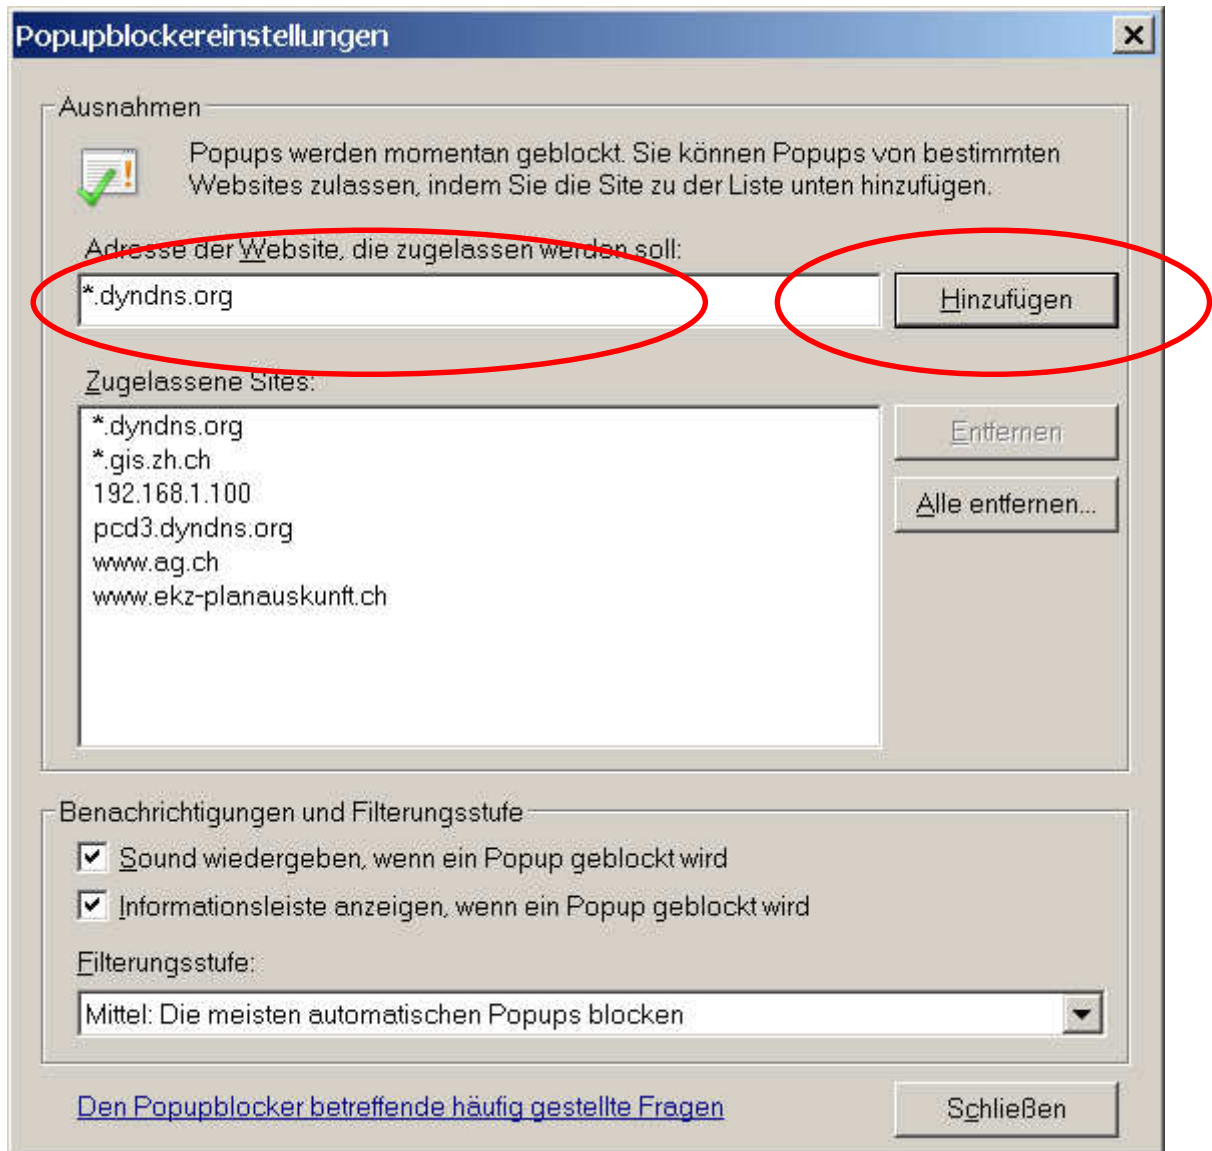 Popupblockereinstellungen
Ausnahmen
Popups werden momentan geblockt. Sie können Popups von bestimmten
Websites zulassen, indem Sie die Site zu der Liste unten hinzufügen.
Adresse der Website, die zugelassen werden soll:
*.dyndns.org
Hinzufügen
Zugelassene Sites:
*.dyndns.org
*.gis.zh.ch
192.168.1.100
pcd3.dyndns.org
www.ag.ch
www.ekz-planauskunft.ch
Entfernen
Alle entfernen...
Benachrichtigungen und Filterungsstufe
Sound wiedergeben, wenn ein Popup geblockt wird
Informationsleiste anzeigen, wenn ein Popup geblockt wird
Filterungsstufe:
Mittel: Die meisten automatischen Popups blocken
Den Popupblocker betreffende häufig gestellte Fragen
Schließen